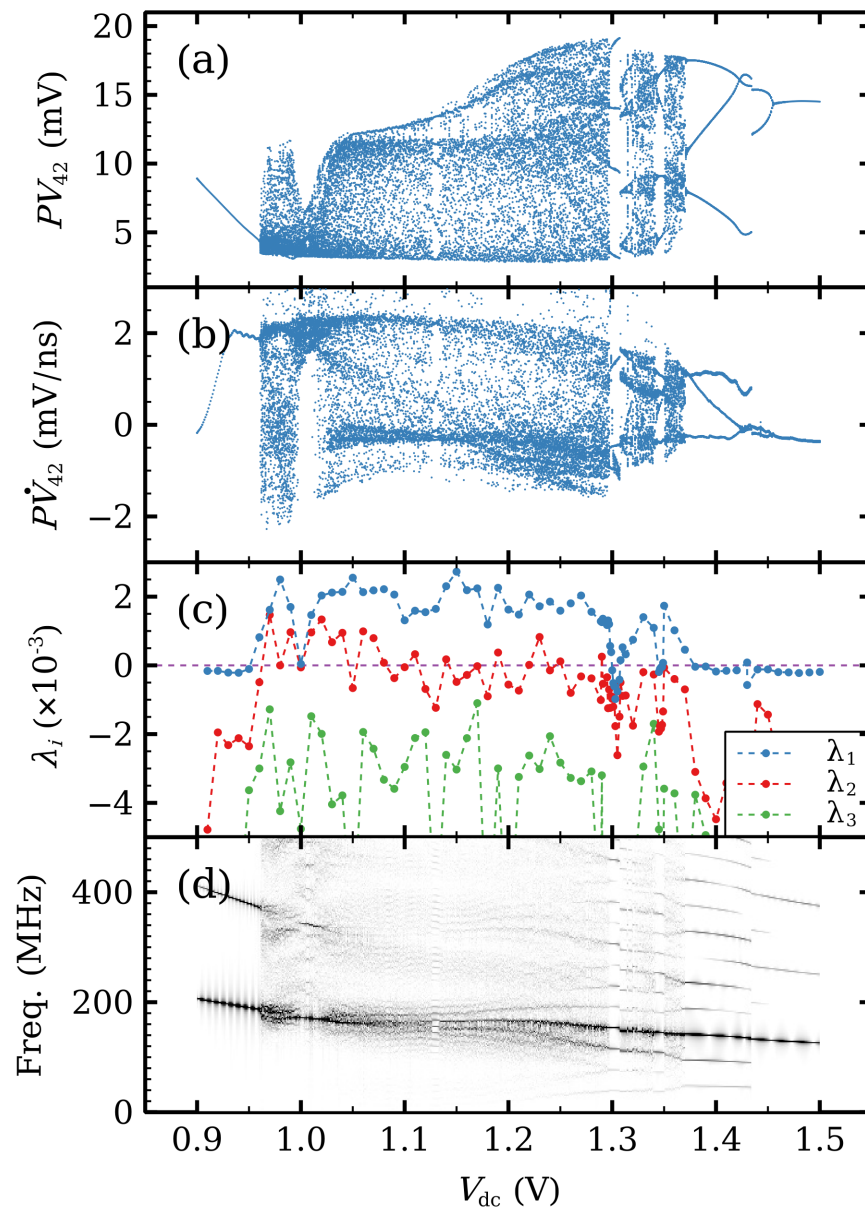 20
15
10
5
PV₄₂ (mV)
(a)
2
0
−2
PV̇₄₂ (mV/ns)
(b)
2
0
−2
−4
λᵢ (×10⁻³)
(c)
λ₁
λ₂
λ₃
400
200
0
Freq. (MHz)
(d)
0.9 1.0 1.1 1.2 1.3 1.4 1.5
V_dc (V)